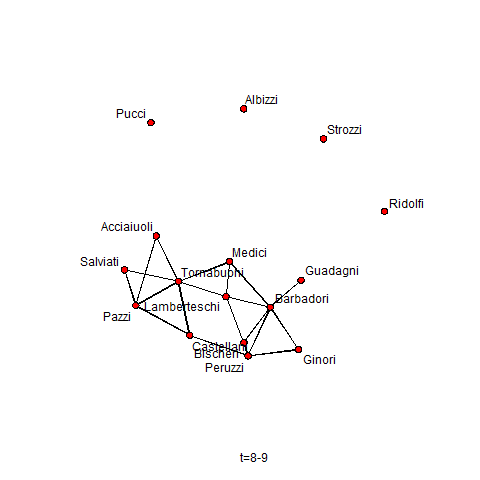 Albizzi
Pucci
Strozzi
Ridolfi
Acciaiuoli
Medici
Salviati
Tornabuoni
Guadagni
Barbadori
Lamberteschi
Pazzi
Castellani
Bischeri
Ginori
Peruzzi
t=8-9